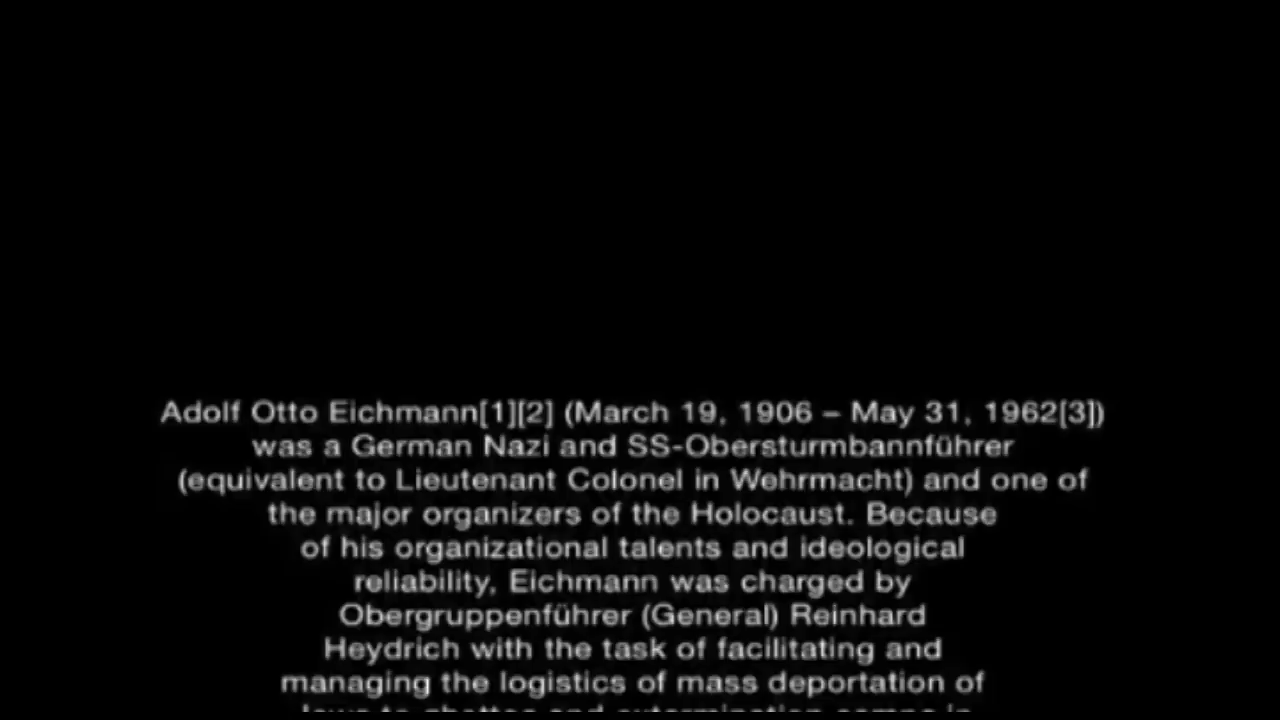 Adolf Otto Eichmann[1][2] (March 19, 1906 – May 31, 1962[3])
was a German Nazi and SS-Obersturmbannführer
(equivalent to Lieutenant Colonel in Wehrmacht) and one of
the major organizers of the Holocaust. Because
of his organizational talents and ideological
reliability, Eichmann was charged by
Obergruppenführer (General) Reinhard
Heydrich with the task of facilitating and
managing the logistics of mass deportation of